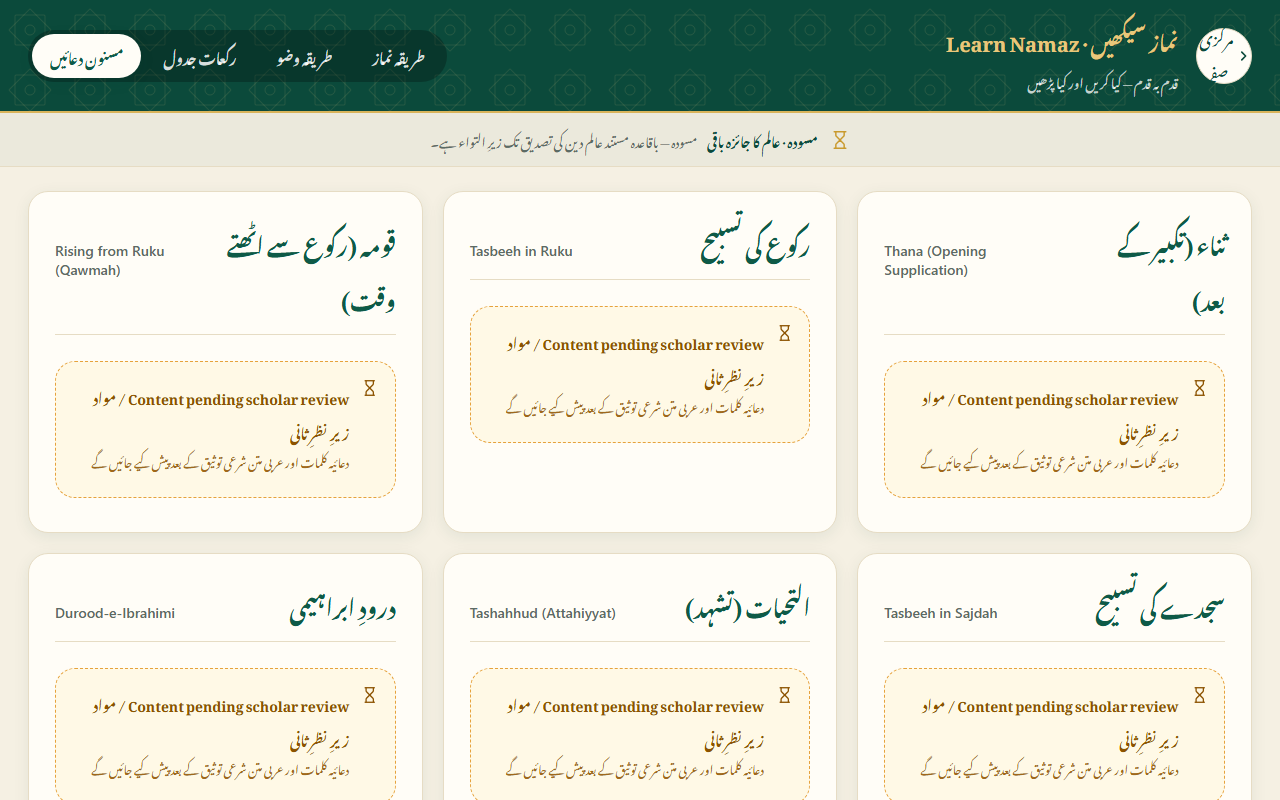 مرکزی
صفحہ
نماز سیکھیں · Learn Namaz
قدم بہ قدم — کیا کریں اور کیا پڑھیں
طریقہ نماز
طریقہ وضو
رکعات جدول
مسنون دعائیں
مسودہ · عالم کا جائزہ باقی
مسودہ — باقاعدہ مستند عالم دین کی تصدیق تک زیرِ التواء ہے۔
ثناء (تکبیر کے
بعد)
Thana (Opening
Supplication)
Content pending scholar review / مواد
زیرِ نظرِ ثانی
دعائیہ کلمات اور عربی متن شرعی توثیق کے بعد پیش کیے جائیں گے
رکوع کی تسبیح
Tasbeeh in Ruku
Content pending scholar review / مواد
زیرِ نظرِ ثانی
دعائیہ کلمات اور عربی متن شرعی توثیق کے بعد پیش کیے جائیں گے
قومہ (رکوع سے اٹھتے
وقت)
Rising from Ruku
(Qawmah)
Content pending scholar review / مواد
زیرِ نظرِ ثانی
دعائیہ کلمات اور عربی متن شرعی توثیق کے بعد پیش کیے جائیں گے
سجدے کی تسبیح
Tasbeeh in Sajdah
Content pending scholar review / مواد
زیرِ نظرِ ثانی
دعائیہ کلمات اور عربی متن شرعی توثیق کے بعد پیش کیے جائیں گے
التحیات (تشہد)
Tashahhud (Attahiyyat)
Content pending scholar review / مواد
زیرِ نظرِ ثانی
دعائیہ کلمات اور عربی متن شرعی توثیق کے بعد پیش کیے جائیں گے
درودِ ابراہیمی
Durood-e-Ibrahimi
Content pending scholar review / مواد
زیرِ نظرِ ثانی
دعائیہ کلمات اور عربی متن شرعی توثیق کے بعد پیش کیے جائیں گے